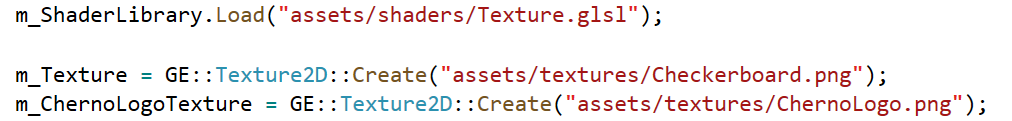 m_ShaderLibrary.Load("assets/shaders/Texture.glsl");
m_Texture = GE::Texture2D::Create("assets/textures/Checkerboard.png");
m_ChernoLogoTexture = GE::Texture2D::Create("assets/textures/ChernoLogo.png");